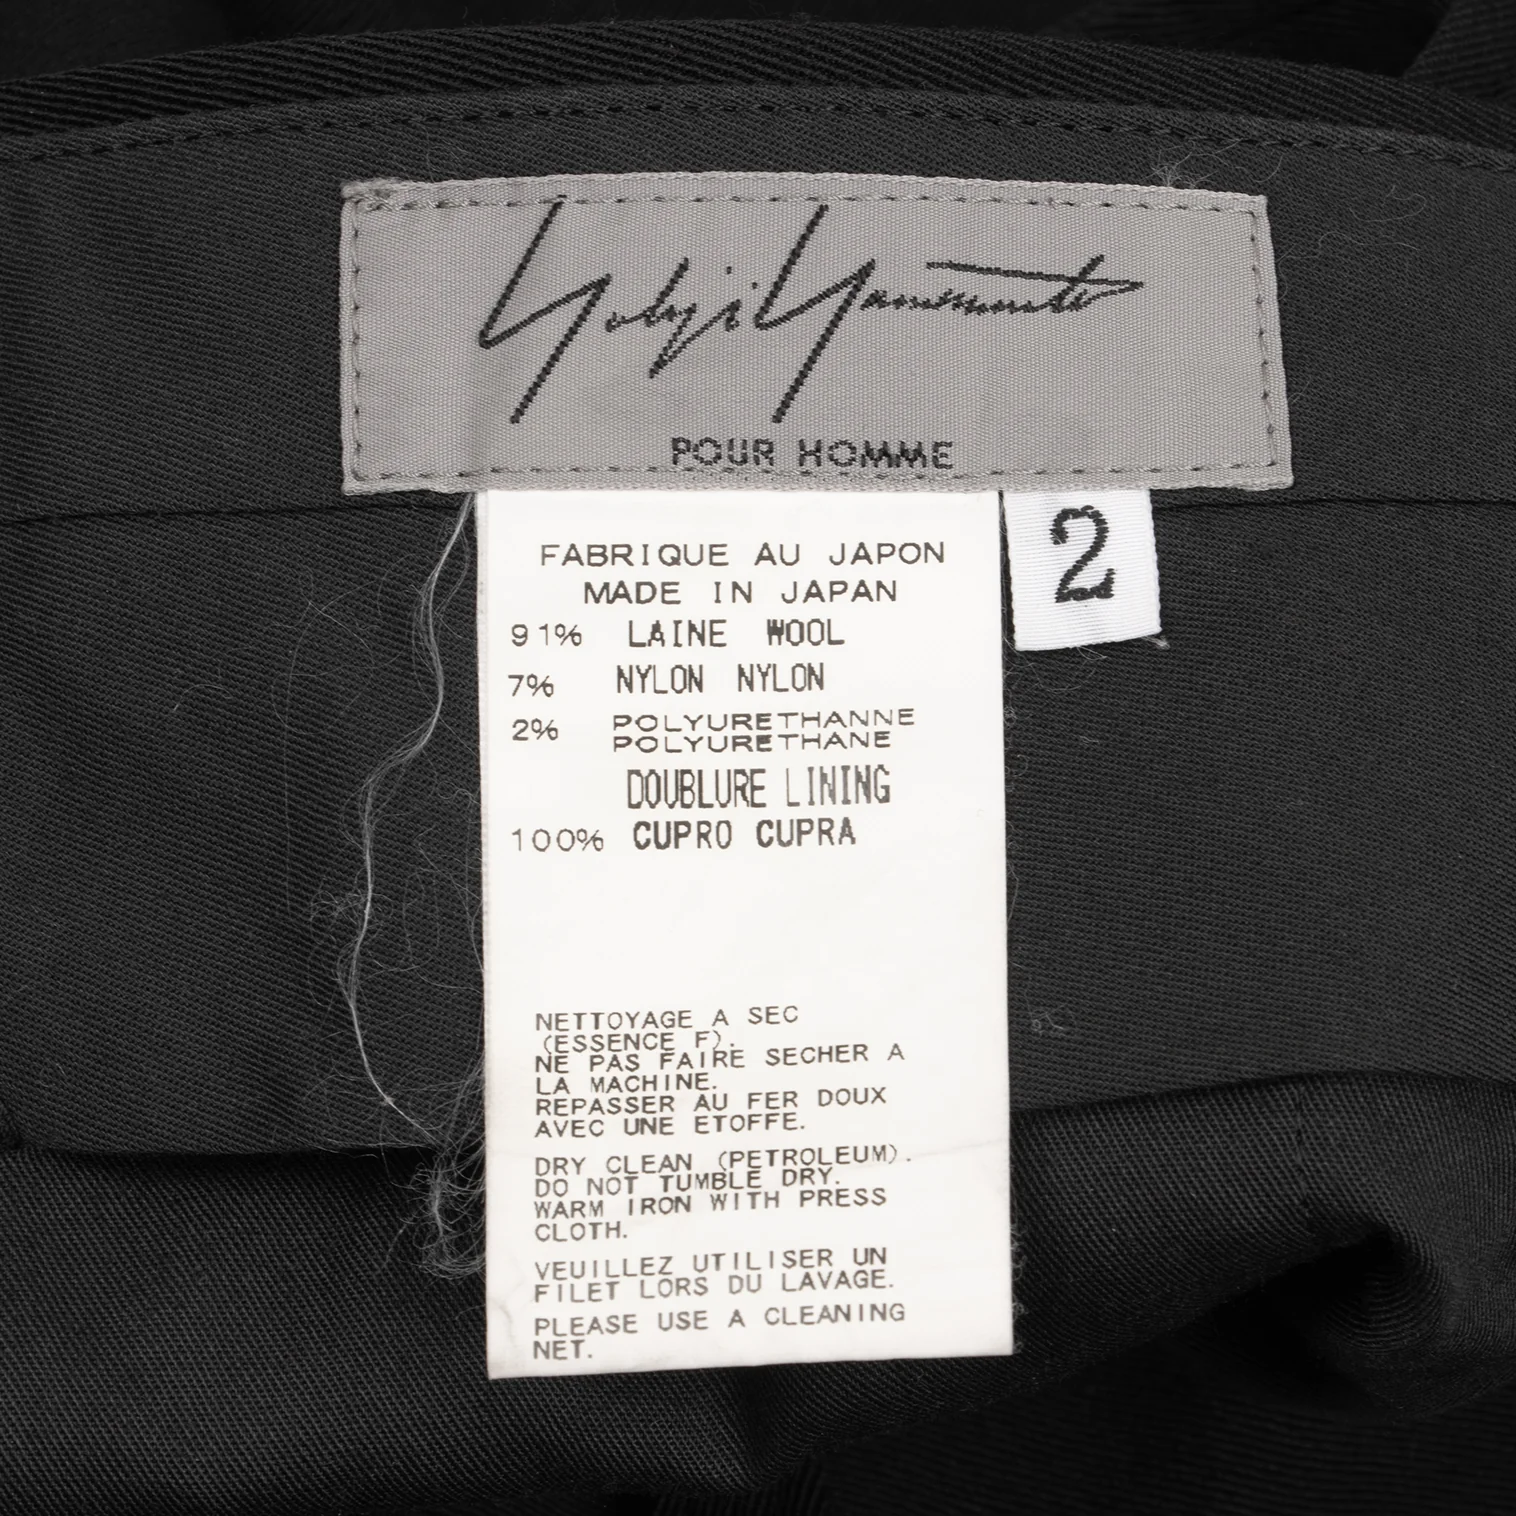 Yohji Yamamoto
POUR HOMME
2
FABRIQUE AU JAPON
MADE IN JAPAN
91% LAINE WOOL
7% NYLON NYLON
2% POLYURETHANNE
POLYURETHANE
DOUBLURE LINING
100% CUPRO CUPRA
NETTOYAGE A SEC
(ESSENCE F).
NE PAS FAIRE SECHER A
LA MACHINE.
REPASSER AU FER DOUX
AVEC UNE ETOFFE.
DRY CLEAN (PETROLEUM).
DO NOT TUMBLE DRY.
WARM IRON WITH PRESS
CLOTH.
VEUILLEZ UTILISER UN
FILET LORS DU LAVAGE.
PLEASE USE A CLEANING
NET.